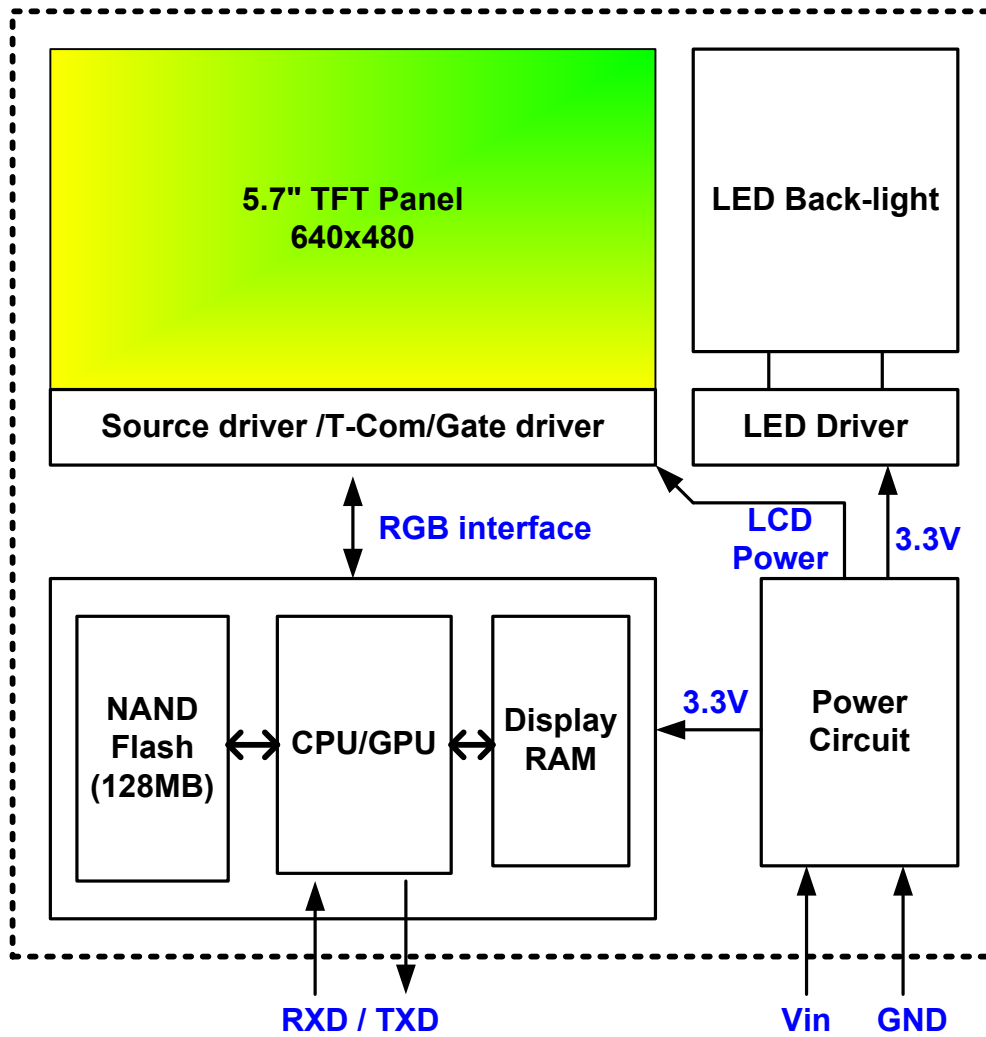 5.7" TFT Panel
640x480
LED Back-light
Source driver /T-Com/Gate driver
LED Driver
RGB interface
LCD
Power
3.3V
NAND
Flash
(128MB)
CPU/GPU
Display
RAM
3.3V
Power
Circuit
RXD / TXD
Vin
GND